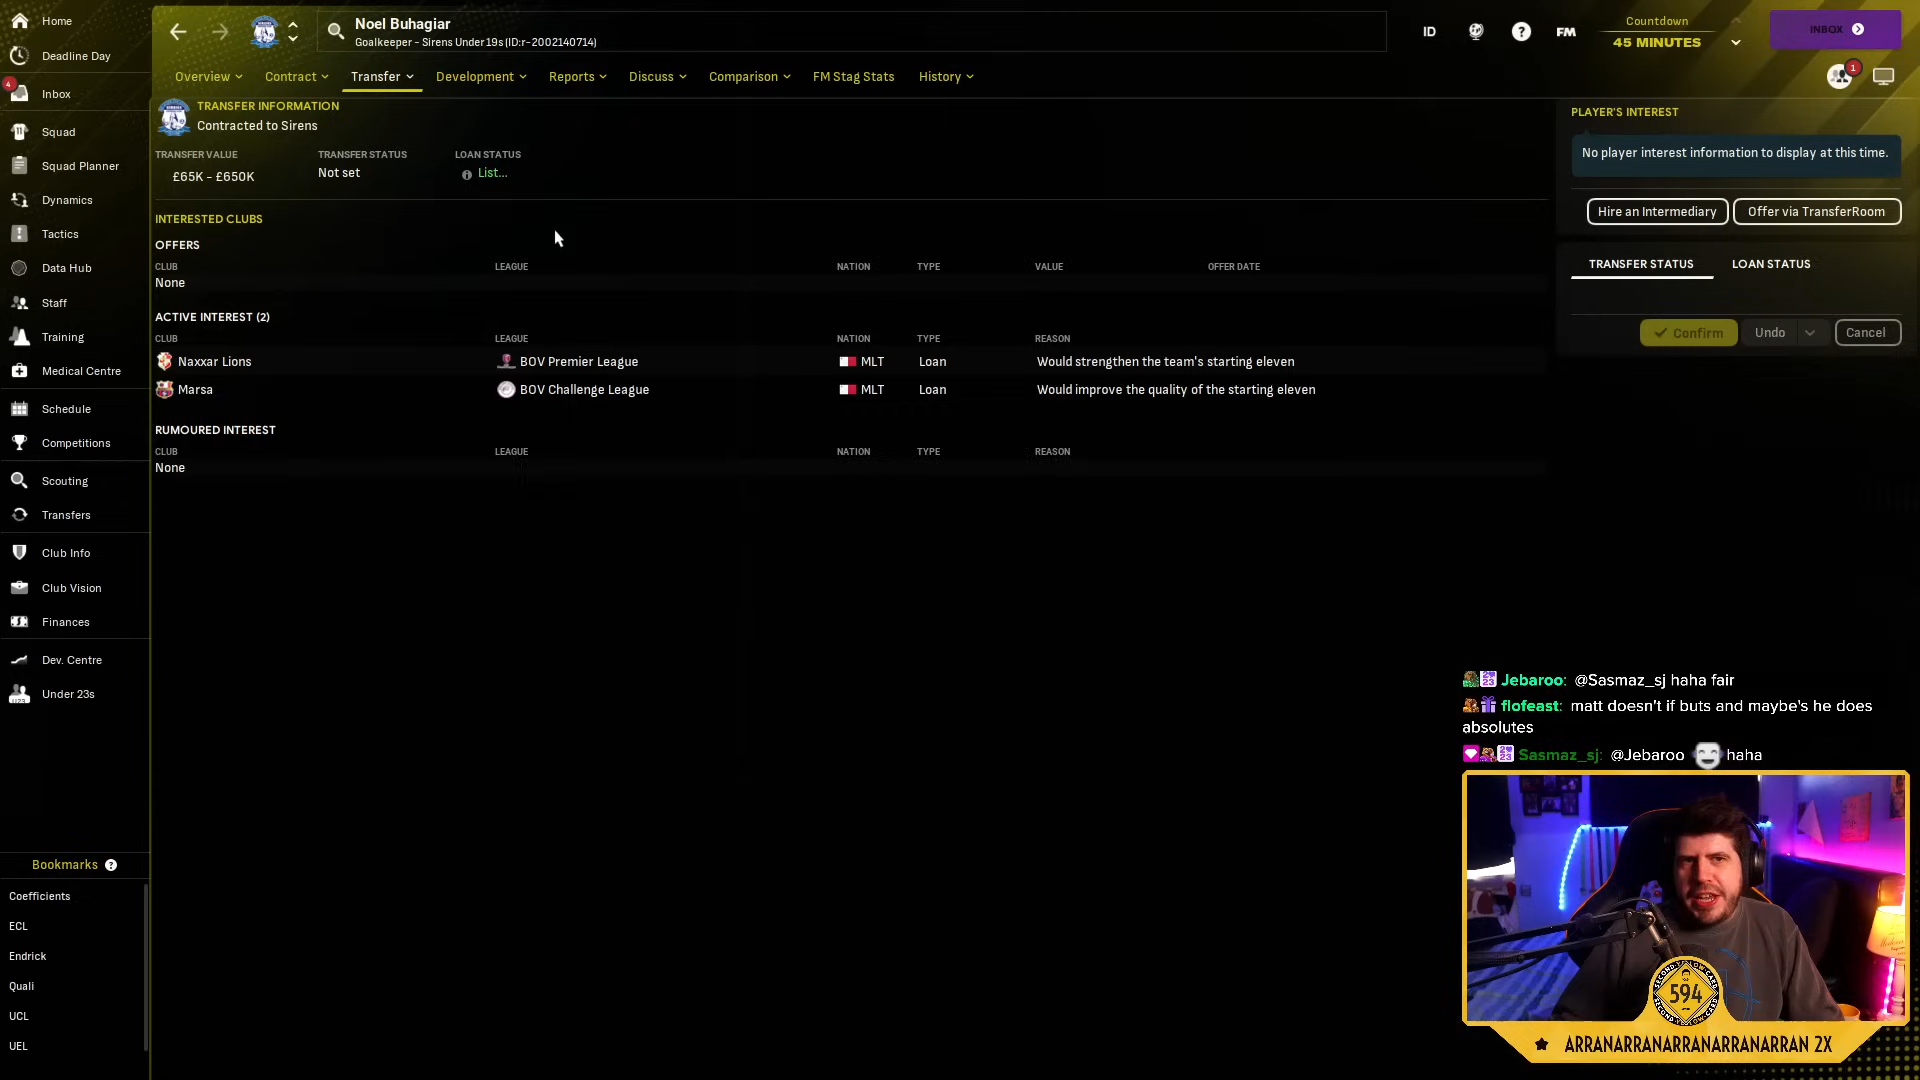 Home
Deadline Day
4
Inbox
Squad
Squad Planner
Dynamics
Tactics
Data Hub
Staff
Training
Medical Centre
Schedule
Competitions
Scouting
Transfers
Club Info
Club Vision
Finances
Dev. Centre
Under 23s
Bookmarks ?
Coefficients
ECL
Endrick
Quali
UCL
UEL
Noel Buhagiar
Goalkeeper - Sirens Under 19s (ID:r-2002140714)
ID
?
FM
Countdown
45 MINUTES
INBOX
Overview
Contract
Transfer
Development
Reports
Discuss
Comparison
FM Stag Stats
History
1
TRANSFER INFORMATION
Contracted to Sirens
TRANSFER VALUE
£65K - £650K
TRANSFER STATUS
Not set
LOAN STATUS
List...
INTERESTED CLUBS
OFFERS
CLUB LEAGUE NATION TYPE VALUE OFFER DATE
None
ACTIVE INTEREST (2)
CLUB LEAGUE NATION TYPE REASON
Naxxar Lions BOV Premier League MLT Loan Would strengthen the team's starting eleven
Marsa BOV Challenge League MLT Loan Would improve the quality of the starting eleven
RUMOURED INTEREST
CLUB LEAGUE NATION TYPE REASON
None
PLAYER'S INTEREST
No player interest information to display at this time.
Hire an Intermediary
Offer via TransferRoom
TRANSFER STATUS
LOAN STATUS
Confirm
Undo
Cancel
Jebaroo: @Sasmaz_sj haha fair
flofeast: matt doesn't if buts and maybe's he does
absolutes
Sasmaz_sj: @Jebaroo haha
SECOND YELLOW CARD
594
ARRANARRANARRANARRANARRAN 2X